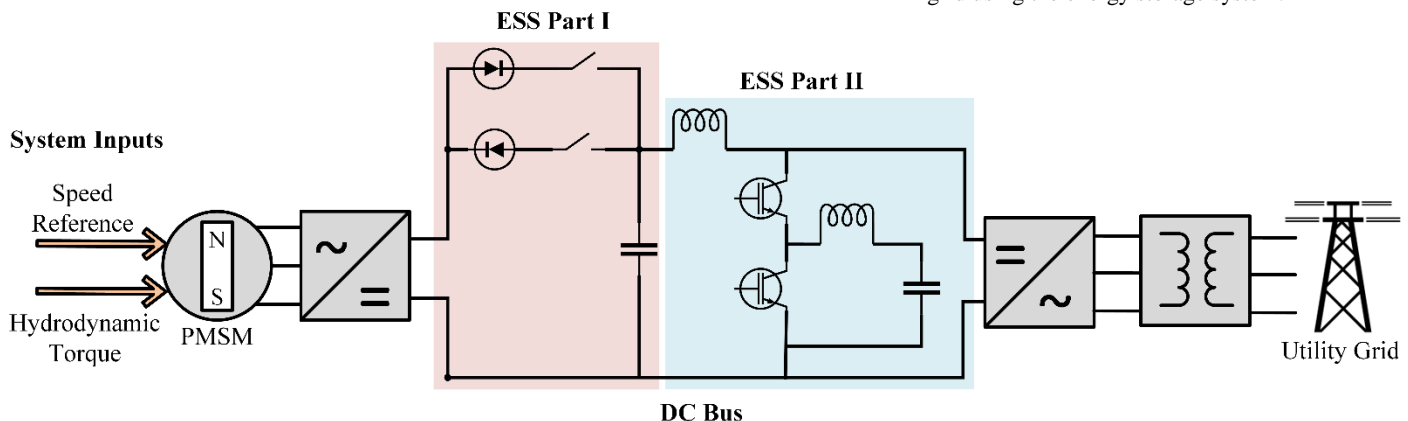 ESS Part I
ESS Part II
System Inputs
Speed
Reference
Hydrodynamic
Torque
N
S
PMSM
~
=
=
~
Utility Grid
DC Bus